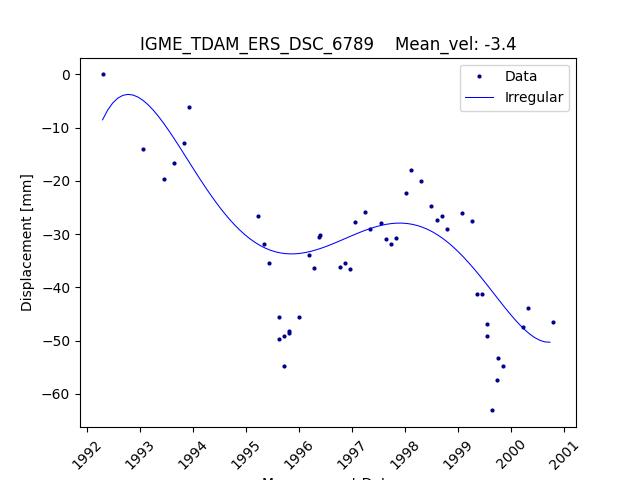 IGME_TDAM_ERS_DSC_6789    Mean_vel: -3.4
Data
Irregular
Displacement [mm]
0
−10
−20
−30
−40
−50
−60
1992 1993 1994 1995 1996 1997 1998 1999 2000 2001